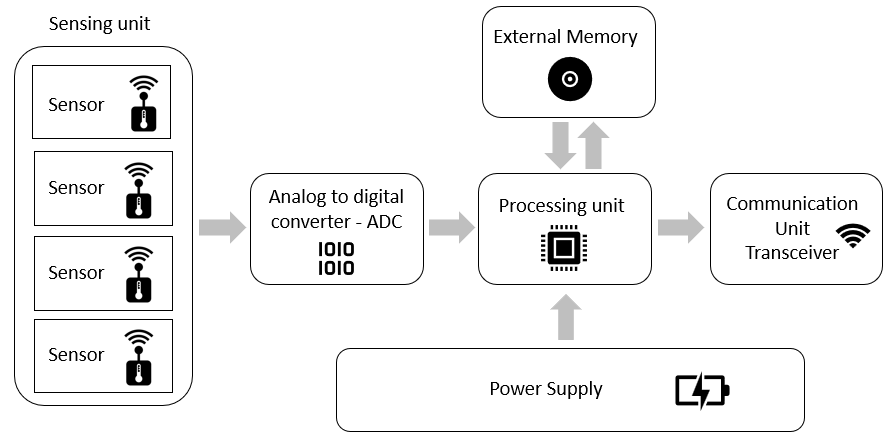 Sensing unit
Sensor
Sensor
Sensor
Sensor
Analog to digital
converter - ADC
1010
1010
External Memory
Processing unit
Communication
Unit
Transceiver
Power Supply